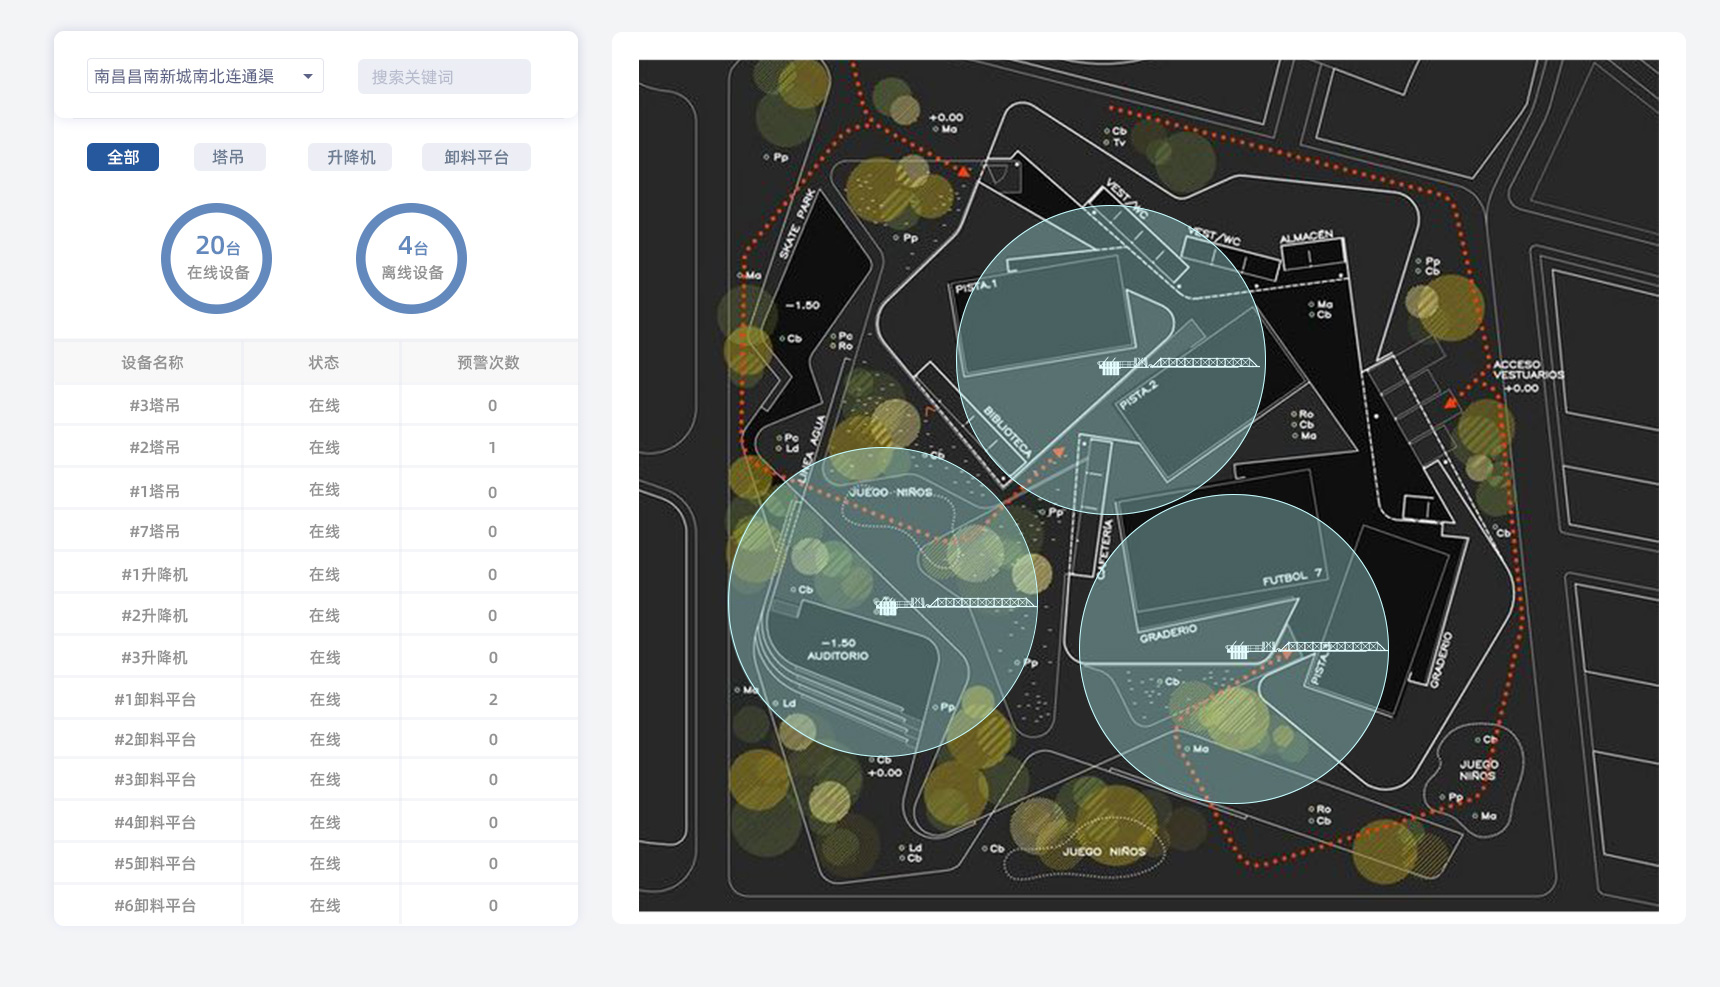 南昌昌南新城南北连通渠
搜索关键词
全部
塔吊
升降机
卸料平台
20台
在线设备
4台
离线设备
设备名称 状态 预警次数
#3塔吊 在线 0
#2塔吊 在线 1
#1塔吊 在线 0
#7塔吊 在线 0
#1升降机 在线 0
#2升降机 在线 0
#3升降机 在线 0
#1卸料平台 在线 2
#2卸料平台 在线 0
#3卸料平台 在线 0
#4卸料平台 在线 0
#5卸料平台 在线 0
#6卸料平台 在线 0
+0.00
Ma
Cb
Tv
Pp
SKATE PARK
VEST/WC
VEST/WC
ALMACEN
Pp
Pp
Cb
Ma
PISTA.1
-1.50
Ma
Cb
Cb
Pc
Ro
ACCESO
VESTUARIOS
+0.00
PISTA.2
BIBLIOTECA
Ro
Cb
Ma
Pc
Ld
LINEA AGUA
Cb
JUEGO NIÑOS
Pp
CAFETERIA
Cb
FUTBOL 7
Cb
GRADERIO
-1.50
AUDITORIO
PISTA.
GRADERIO
Pp
Cb
Ma
Ld
Pp
Ma
Cb
+0.00
Cb
JUEGO
NIÑOS
Pp
Ma
Ro
Cb
Ld
Cb
Cb
JUEGO NIÑOS